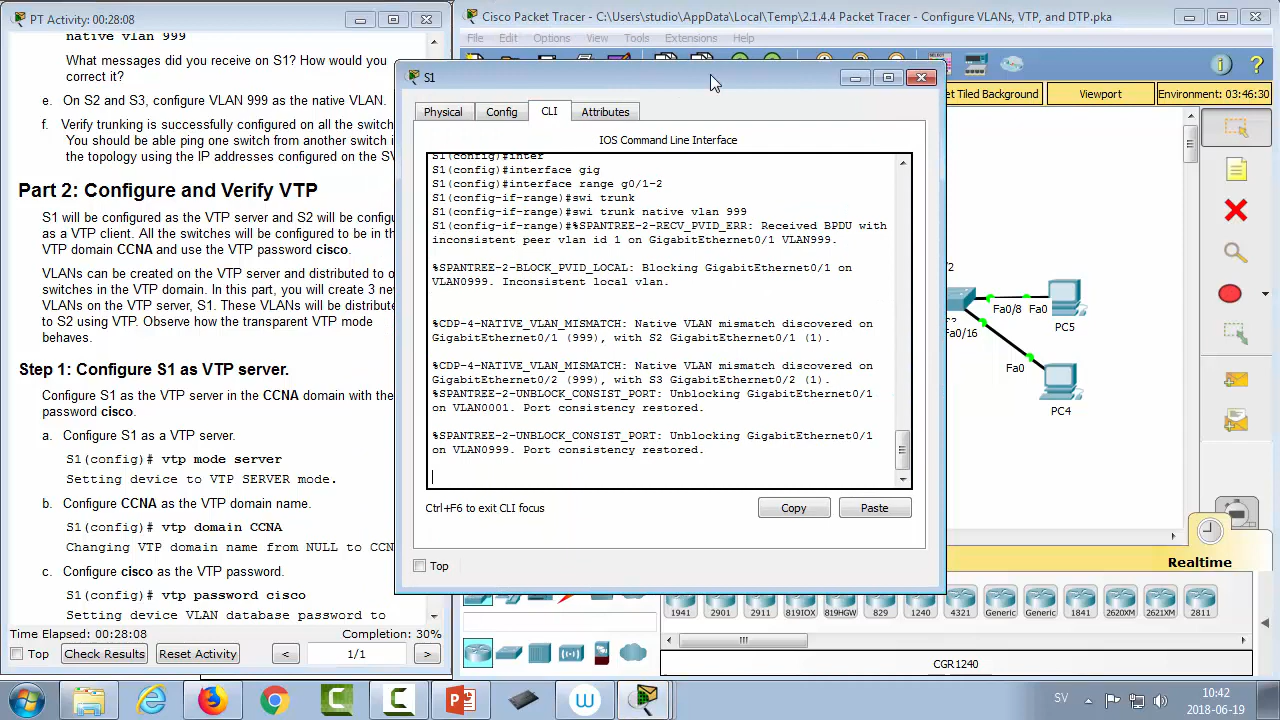 PT Activity: 00:28:08
native vlan 999
What messages did you receive on S1? How would you
correct it?
e. On S2 and S3, configure VLAN 999 as the native VLAN.
f. Verify trunking is successfully configured on all the switch
You should be able ping one switch from another switch i
the topology using the IP addresses configured on the SV
Part 2: Configure and Verify VTP
S1 will be configured as the VTP server and S2 will be config
as a VTP client. All the switches will be configured to be in th
VTP domain CCNA and use the VTP password cisco.
VLANs can be created on the VTP server and distributed to o
switches in the VTP domain. In this part, you will create 3 ne
VLANs on the VTP server, S1. These VLANs will be distribute
to S2 using VTP. Observe how the transparent VTP mode
behaves.
Step 1: Configure S1 as VTP server.
Configure S1 as the VTP server in the CCNA domain with the
password cisco.
a. Configure S1 as a VTP server.
S1(config)# vtp mode server
Setting device to VTP SERVER mode.
b. Configure CCNA as the VTP domain name.
S1(config)# vtp domain CCNA
Changing VTP domain name from NULL to CCN
c. Configure cisco as the VTP password.
S1(config)# vtp password cisco
Setting device VLAN database password to
Time Elapsed: 00:28:08 Completion: 30%
Top Check Results Reset Activity < 1/1 >
Cisco Packet Tracer - C:\Users\studio\AppData\Local\Temp\2.1.4.4 Packet Tracer - Configure VLANs, VTP, and DTP.pka
File Edit Options View Tools Extensions Help
et Tiled Background Viewport Environment: 03:46:30
S1
Physical Config CLI Attributes
IOS Command Line Interface
S1(config)#inter
S1(config)#interface gig
S1(config)#interface range g0/1-2
S1(config-if-range)#swi trunk
S1(config-if-range)#swi trunk native vlan 999
S1(config-if-range)#%SPANTREE-2-RECV_PVID_ERR: Received BPDU with
inconsistent peer vlan id 1 on GigabitEthernet0/1 VLAN999.
%SPANTREE-2-BLOCK_PVID_LOCAL: Blocking GigabitEthernet0/1 on
VLAN0999. Inconsistent local vlan.
%CDP-4-NATIVE_VLAN_MISMATCH: Native VLAN mismatch discovered on
GigabitEthernet0/1 (999), with S2 GigabitEthernet0/1 (1).
%CDP-4-NATIVE_VLAN_MISMATCH: Native VLAN mismatch discovered on
GigabitEthernet0/2 (999), with S3 GigabitEthernet0/2 (1).
%SPANTREE-2-UNBLOCK_CONSIST_PORT: Unblocking GigabitEthernet0/1
on VLAN0001. Port consistency restored.
%SPANTREE-2-UNBLOCK_CONSIST_PORT: Unblocking GigabitEthernet0/1
on VLAN0999. Port consistency restored.
Ctrl+F6 to exit CLI focus Copy Paste
Top
/2
Fa0/8 Fa0
PC5
Fa0/16
Fa0
PC4
Realtime
1941 2901 2911 819IOX 819HGW 829 1240 4321 Generic Generic 1841 2620XM 2621XM 2811
CGR1240
SV
10:42
2018-06-19